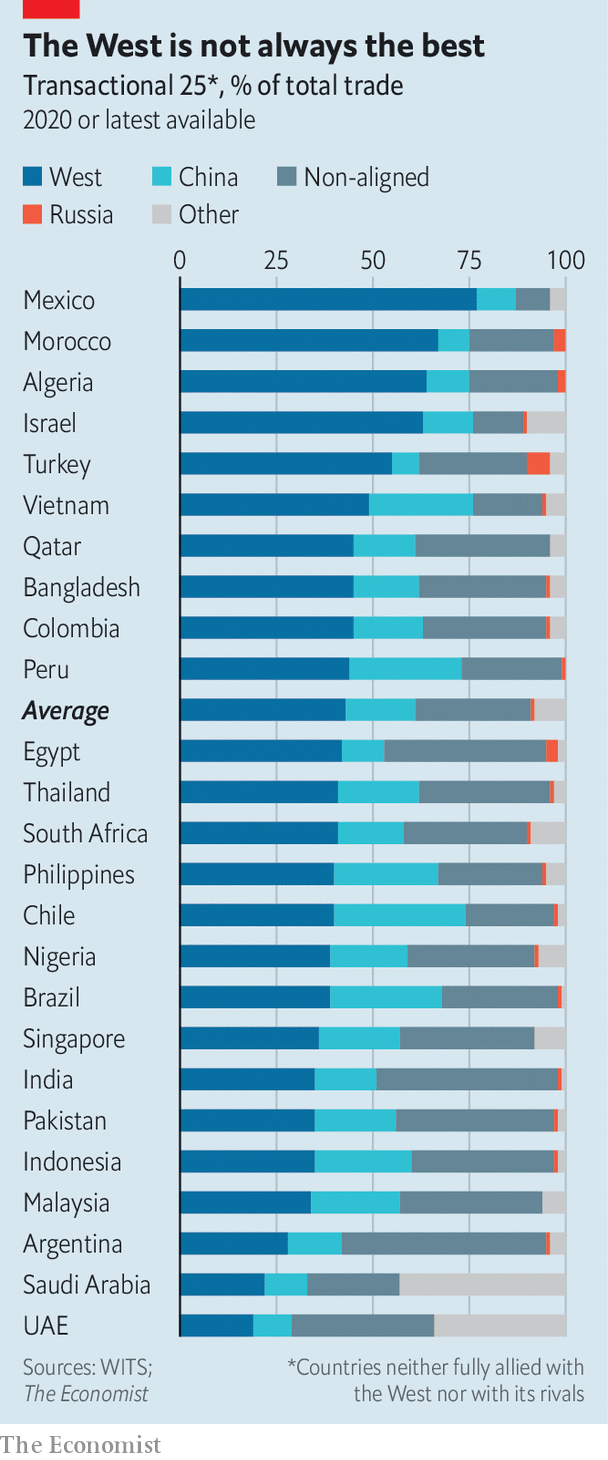 The West is not always the best
Transactional 25*, % of total trade
2020 or latest available
West China Non-aligned
Russia Other
0 25 50 75 100
Mexico
Morocco
Algeria
Israel
Turkey
Vietnam
Qatar
Bangladesh
Colombia
Peru
Average
Egypt
Thailand
South Africa
Philippines
Chile
Nigeria
Brazil
Singapore
India
Pakistan
Indonesia
Malaysia
Argentina
Saudi Arabia
UAE
Sources: WITS;
The Economist
*Countries neither fully allied with
the West nor with its rivals
The Economist